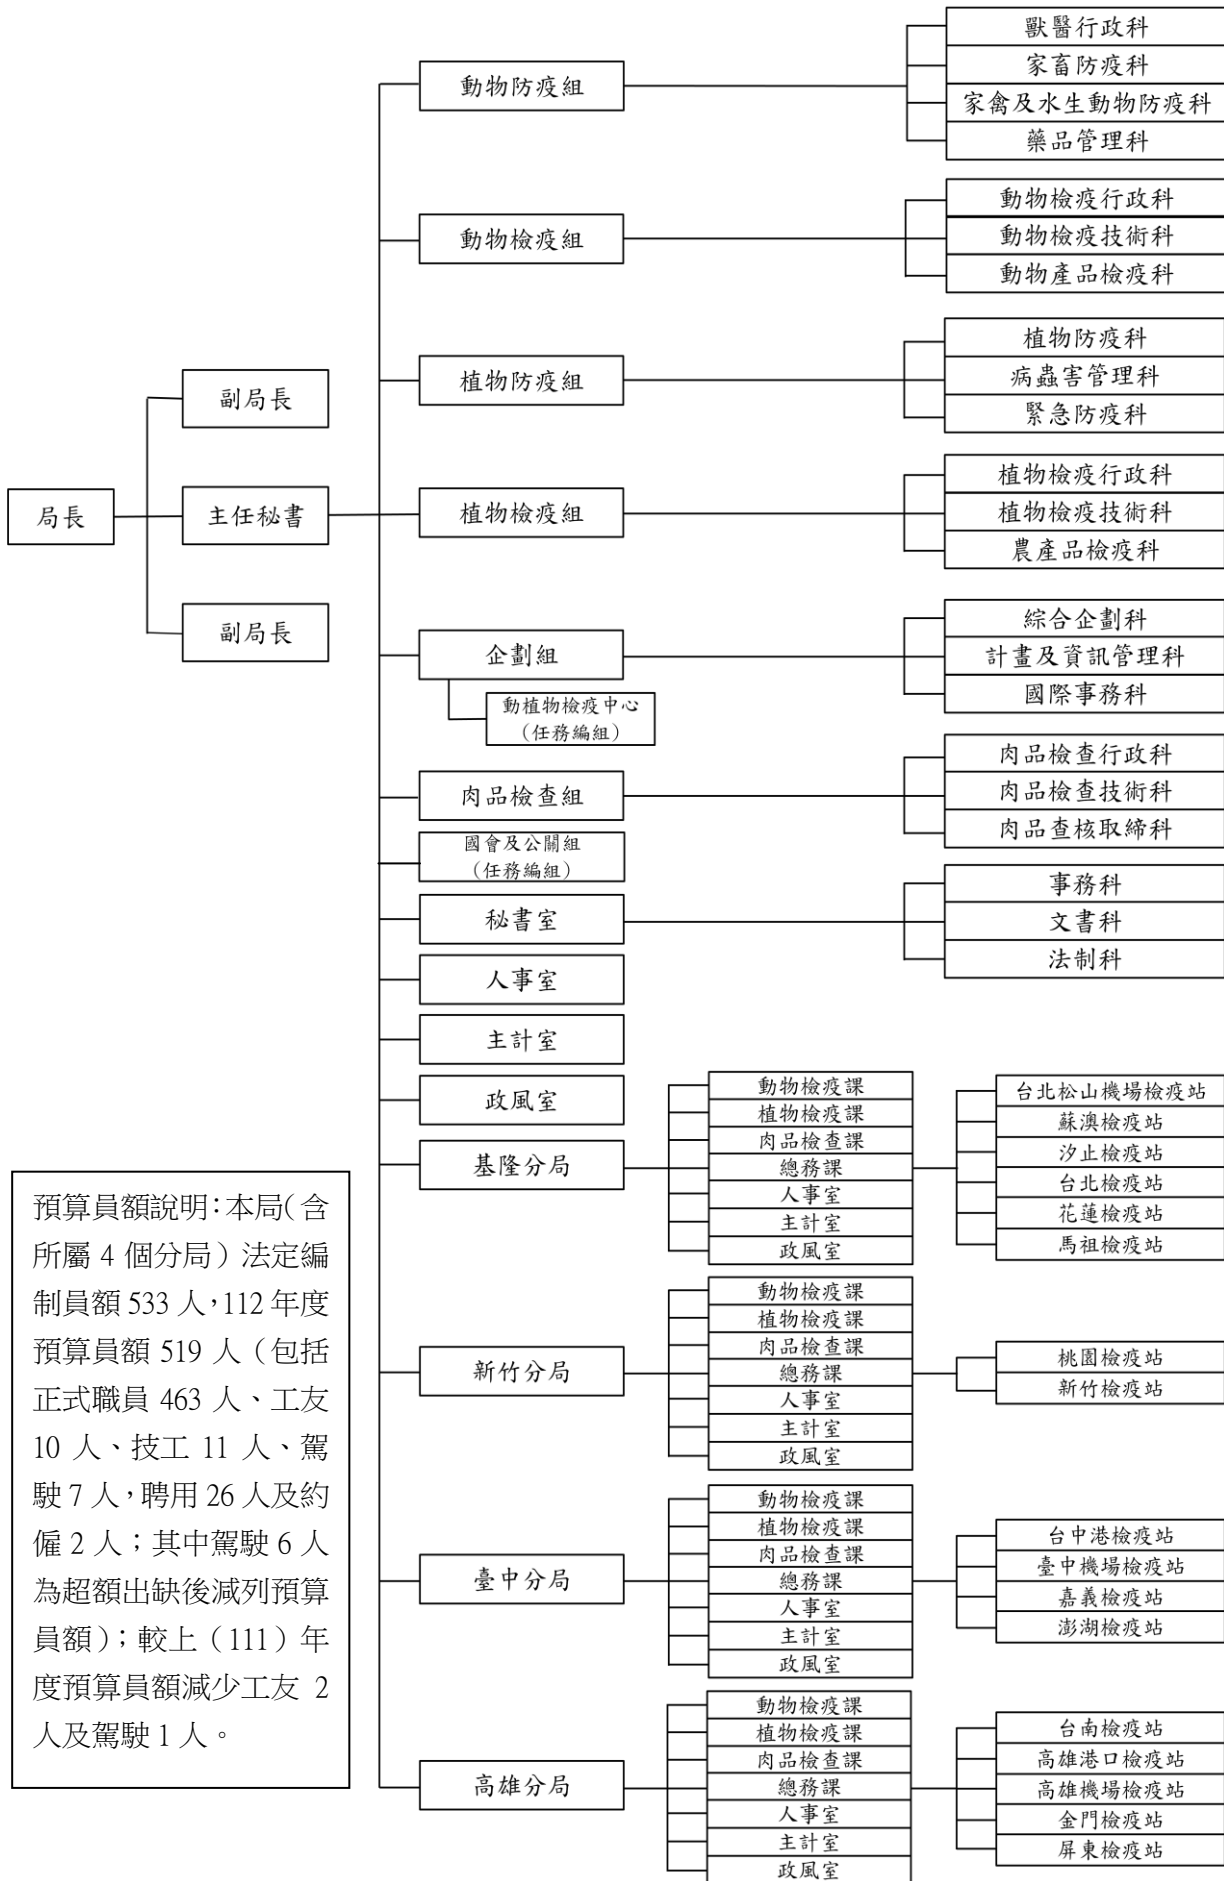 局長
副局長
主任秘書
副局長
動物防疫組
獸醫行政科
家畜防疫科
家禽及水生動物防疫科
藥品管理科
動物檢疫組
動物檢疫行政科
動物檢疫技術科
動物產品檢疫科
植物防疫組
植物防疫科
病蟲害管理科
緊急防疫科
植物檢疫組
植物檢疫行政科
植物檢疫技術科
農產品檢疫科
企劃組
動植物檢疫中心
(任務編組)
綜合企劃科
計畫及資訊管理科
國際事務科
肉品檢查組
肉品檢查行政科
肉品檢查技術科
肉品查核取締科
國會及公關組
(任務編組)
秘書室
事務科
文書科
法制科
人事室
主計室
政風室
基隆分局
動物檢疫課
植物檢疫課
肉品檢查課
總務課
人事室
主計室
政風室
台北松山機場檢疫站
蘇澳檢疫站
汐止檢疫站
台北檢疫站
花蓮檢疫站
馬祖檢疫站
新竹分局
動物檢疫課
植物檢疫課
肉品檢查課
總務課
人事室
主計室
政風室
桃園檢疫站
新竹檢疫站
臺中分局
動物檢疫課
植物檢疫課
肉品檢查課
總務課
人事室
主計室
政風室
台中港檢疫站
臺中機場檢疫站
嘉義檢疫站
澎湖檢疫站
高雄分局
動物檢疫課
植物檢疫課
肉品檢查課
總務課
人事室
主計室
政風室
台南檢疫站
高雄港口檢疫站
高雄機場檢疫站
金門檢疫站
屏東檢疫站
預算員額說明：本局（含
所屬 4 個分局）法定編
制員額 533 人，112 年度
預算員額 519 人（包括
正式職員 463 人、工友
10 人、技工 11 人、駕
駛 7 人，聘用 26 人及約
僱 2 人；其中駕駛 6 人
為超額出缺後減列預算
員額）；較上（111）年
度預算員額減少工友 2
人及駕駛 1 人。